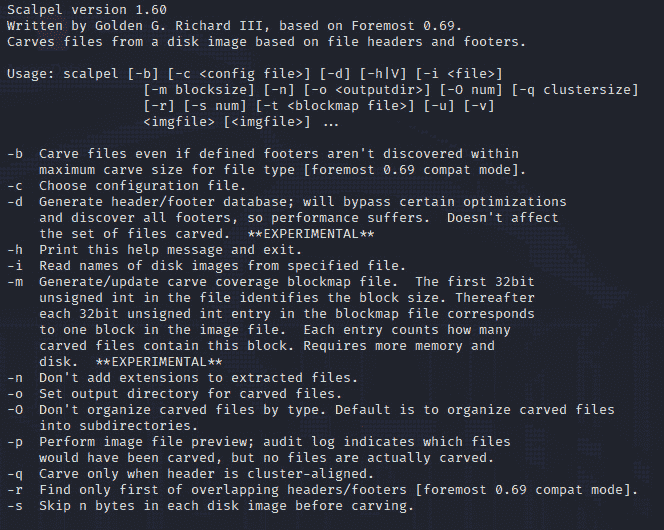 Scalpel version 1.60
Written by Golden G. Richard III, based on Foremost 0.69.
Carves files from a disk image based on file headers and footers.

Usage: scalpel [-b] [-c <config file>] [-d] [-h|V] [-i <file>]
                 [-m blocksize] [-n] [-o <outputdir>] [-O num] [-q clustersize]
                 [-r] [-s num] [-t <blockmap file>] [-u] [-v]
                 <imgfile> [<imgfile>] ...

-b  Carve files even if defined footers aren't discovered within
    maximum carve size for file type [foremost 0.69 compat mode].
-c  Choose configuration file.
-d  Generate header/footer database; will bypass certain optimizations
    and discover all footers, so performance suffers.  Doesn't affect
    the set of files carved.  **EXPERIMENTAL**
-h  Print this help message and exit.
-i  Read names of disk images from specified file.
-m  Generate/update carve coverage blockmap file.  The first 32bit
    unsigned int in the file identifies the block size. Thereafter
    each 32bit unsigned int entry in the blockmap file corresponds
    to one block in the image file.  Each entry counts how many
    carved files contain this block. Requires more memory and
    disk.  **EXPERIMENTAL**
-n  Don't add extensions to extracted files.
-o  Set output directory for carved files.
-O  Don't organize carved files by type. Default is to organize carved files
    into subdirectories.
-p  Perform image file preview; audit log indicates which files
    would have been carved, but no files are actually carved.
-q  Carve only when header is cluster-aligned.
-r  Find only first of overlapping headers/footers [foremost 0.69 compat mode].
-s  Skip n bytes in each disk image before carving.